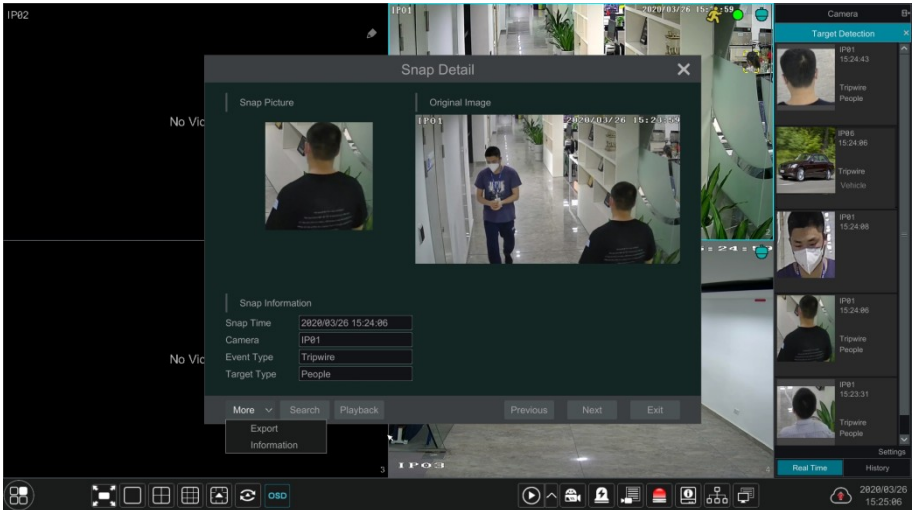 IP02
No Vid
No Vid
3
IP01
2020/03/26 15:
:59
Snap Detail
Snap Picture
Original Image
IP01
2020/03/26 15:23:59
Snap Information
Snap Time
2020/03/26 15:24:06
Camera
IP01
Event Type
Tripwire
Target Type
People
More
Search
Playback
Previous
Next
Exit
Export
Information
IP03
4
Camera
Target Detection
IP01
15:24:43
Tripwire
People
IP06
15:24:06
Tripwire
Vehicle
IP01
15:24:08
IP01
15:24:06
Tripwire
People
IP01
15:23:31
Tripwire
People
Settings
Real Time
History
OSD
2020/03/26
15:25:06